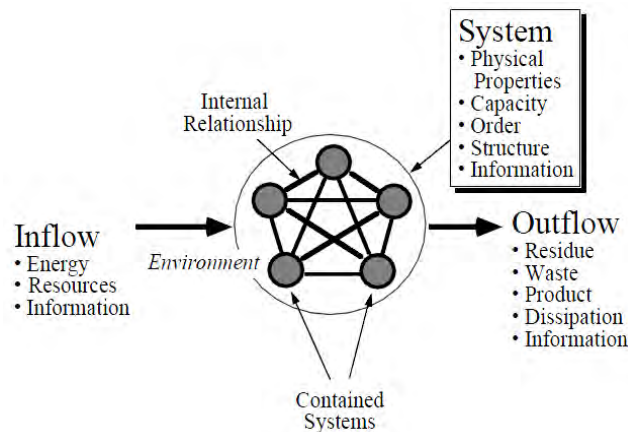 System
• Physical
Properties
• Capacity
• Order
• Structure
• Information
Internal
Relationship
Inflow
• Energy
• Resources
• Information
Environment
Outflow
• Residue
• Waste
• Product
• Dissipation
• Information
Contained
Systems